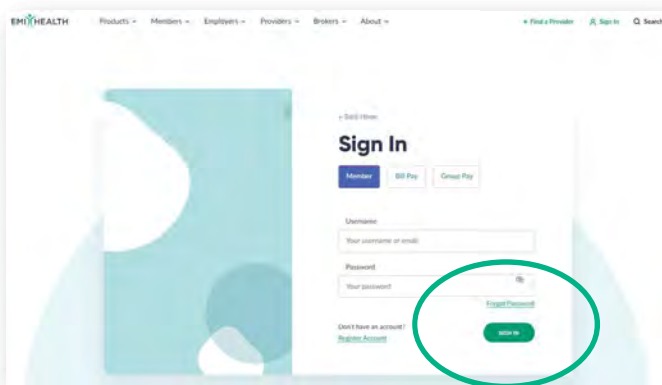 EMI HEALTH Products Members Employers Providers Brokers About Find a Provider Sign In Search
Back Home
Sign In
Member Bill Pay Group Pay
Username
Your username or email
Password
Your password
Forgot Password
Don't have an account?
Register Account
SIGN IN